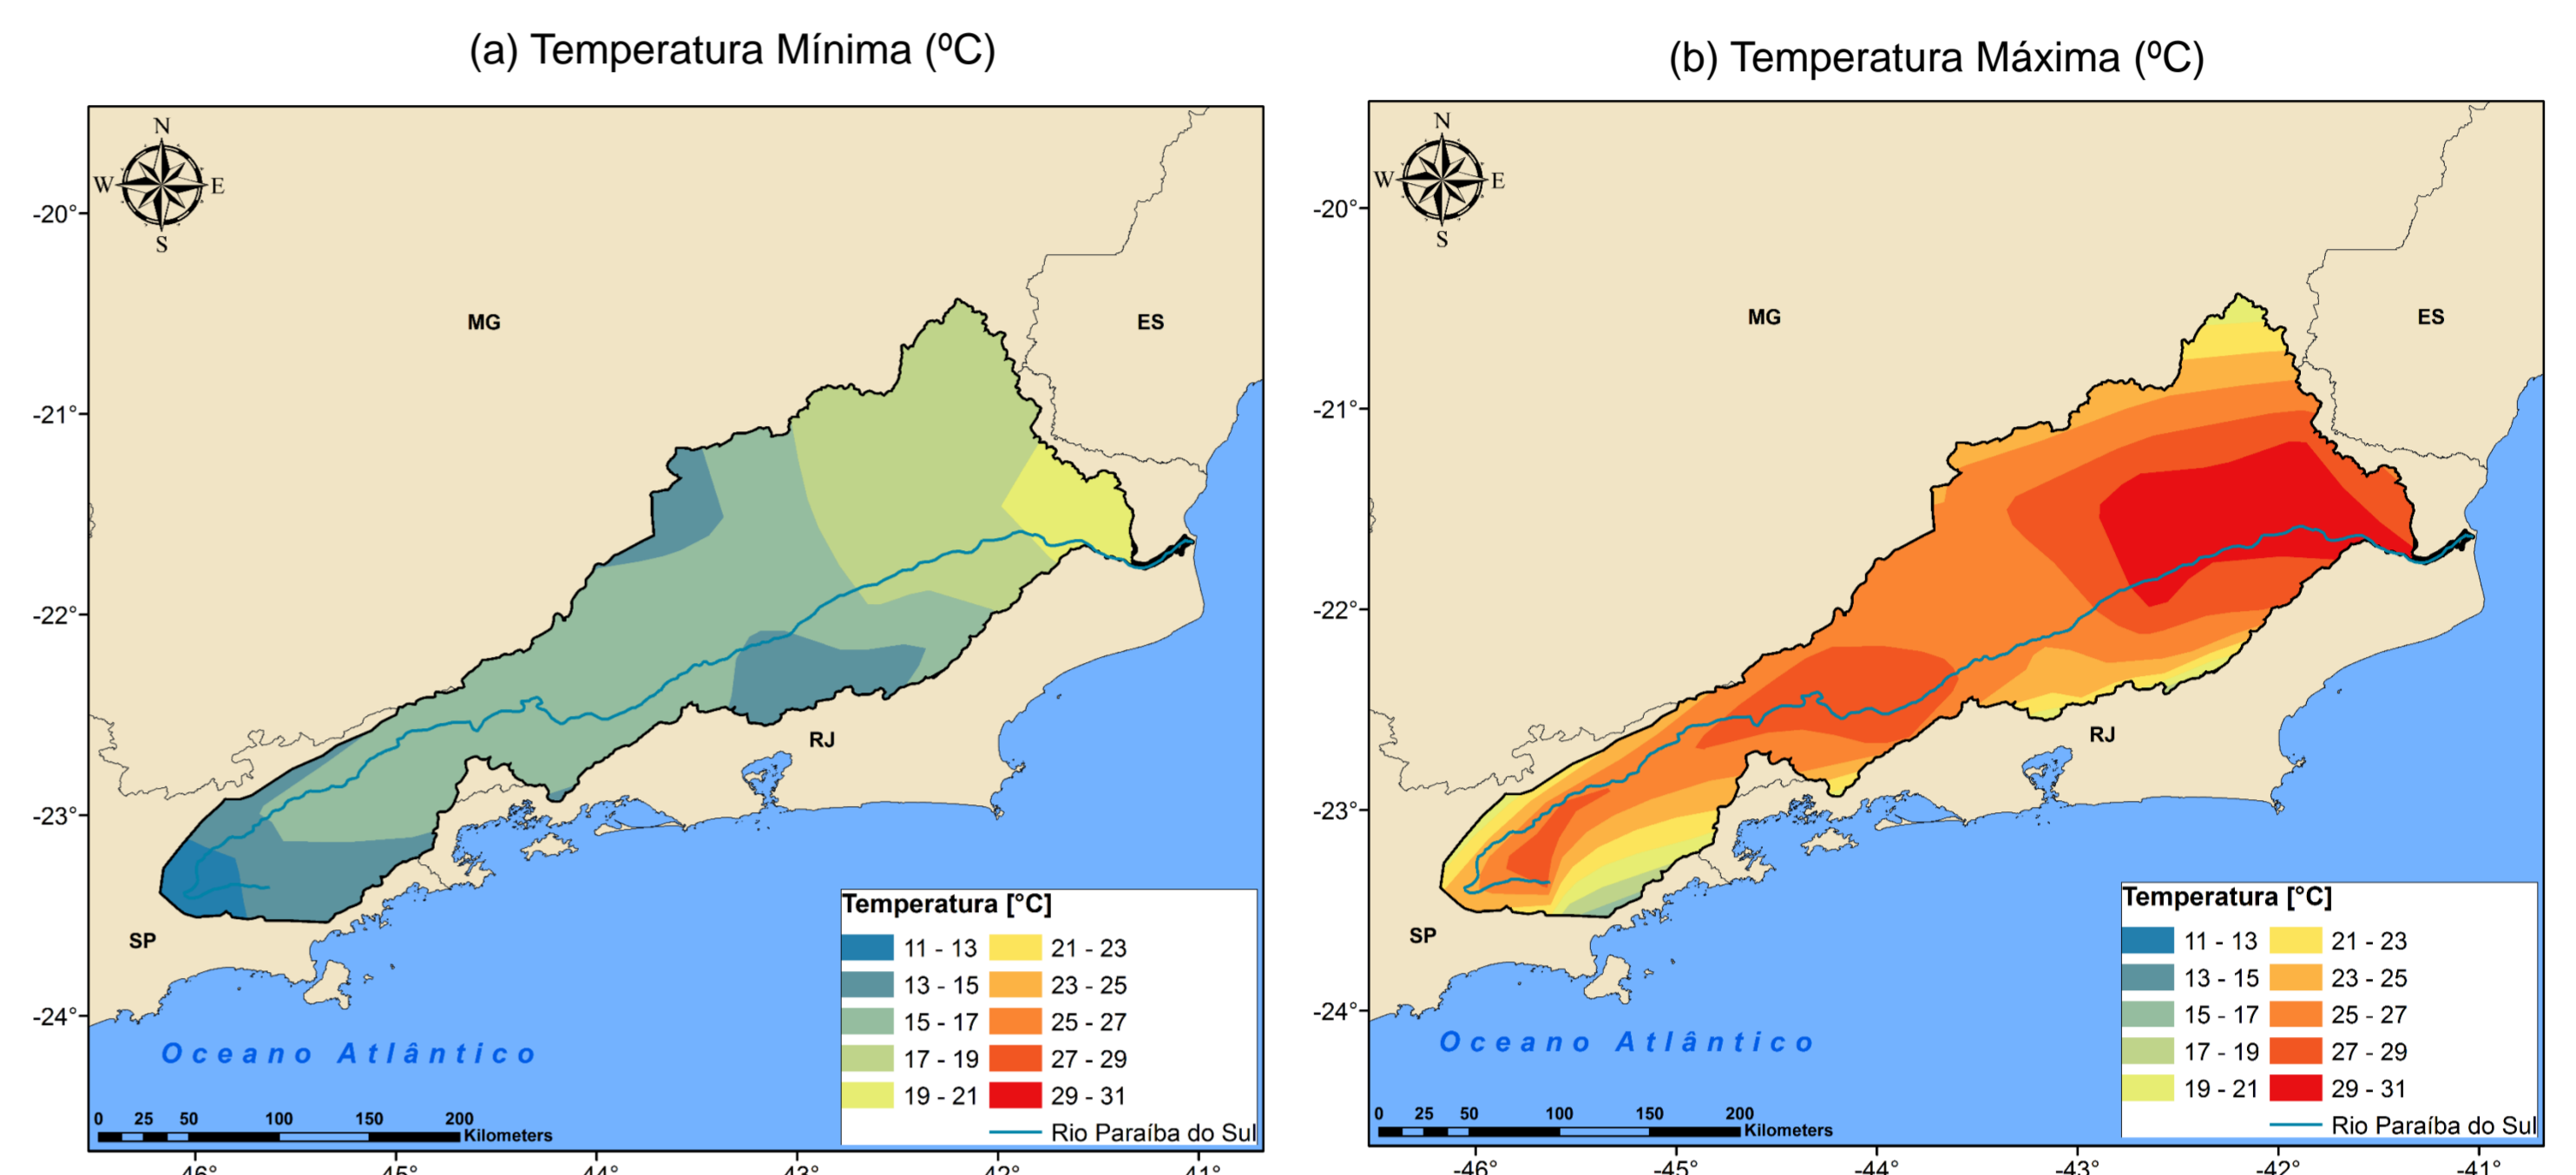 (a) Temperatura Mínima (ºC)
N
W E
S
-20°
-21°
-22°
-23°
-24°
MG
ES
RJ
SP
Oceano Atlântico
Temperatura [°C]
11 - 13 21 - 23
13 - 15 23 - 25
15 - 17 25 - 27
17 - 19 27 - 29
19 - 21 29 - 31
Rio Paraíba do Sul
0 25 50 100 150 200
Kilometers
(b) Temperatura Máxima (ºC)
N
W E
S
-20°
-21°
-22°
-23°
-24°
MG
ES
RJ
SP
Oceano Atlântico
Temperatura [°C]
11 - 13 21 - 23
13 - 15 23 - 25
15 - 17 25 - 27
17 - 19 27 - 29
19 - 21 29 - 31
Rio Paraíba do Sul
0 25 50 100 150 200
Kilometers
-46° -45° -44° -43° -42° -41°